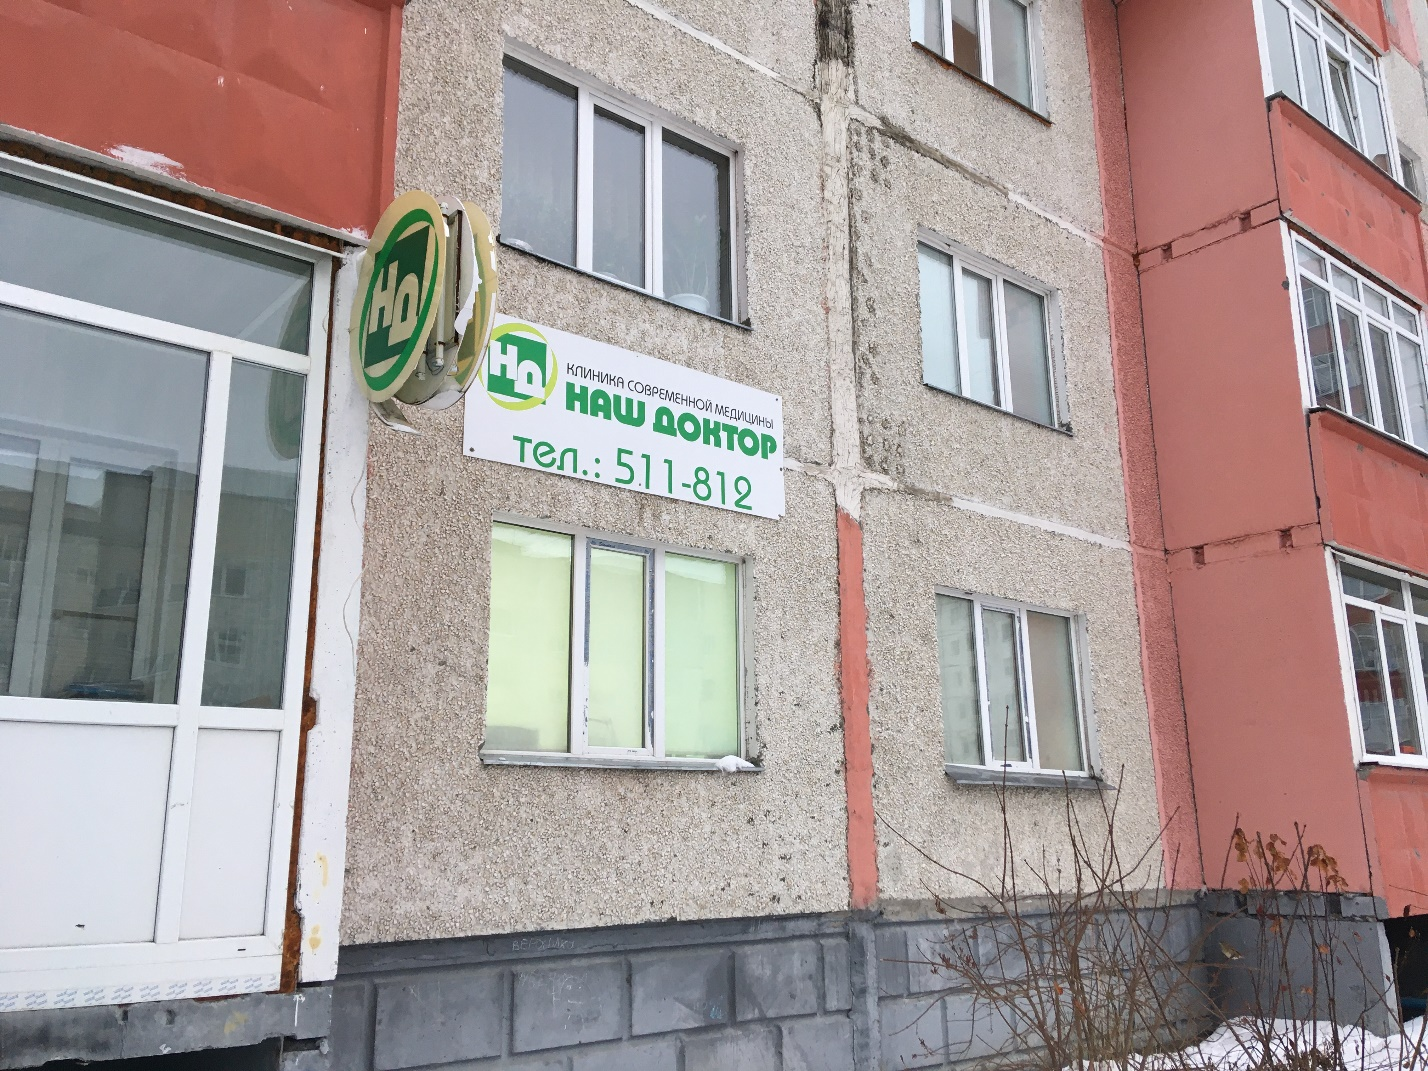 НД
НД
КЛИНИКА СОВРЕМЕННОЙ МЕДИЦИНЫ
НАШ ДОКТОР
тел.: 511-812